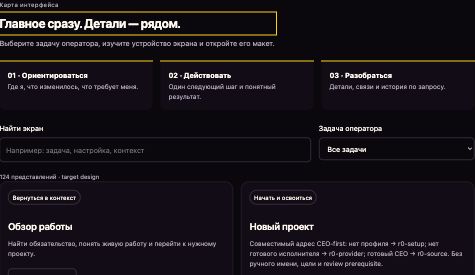 Карта интерфейса
Главное сразу. Детали — рядом.
Выберите задачу оператора, изучите устройство экрана и откройте его макет.
01 · Ориентироваться
Где я, что изменилось, что требует меня.
02 · Действовать
Один следующий шаг и понятный
результат.
03 · Разобраться
Детали, связи и история по запросу.
Найти экран
Например: задача, настройка, контекст
Задача оператора
Все задачи
124 представлений · target design
Вернуться в контекст
Обзор работы
Найти обязательство, понять живую работу и перейти к нужному
проекту.
Начать и освоиться
Новый проект
Совместимый адрес CEO-first: нет профиля → r0-setup; нет
готового исполнителя → r0-provider; готовый CEO → r0-source. Без
ручного имени, цели и review prerequisite.